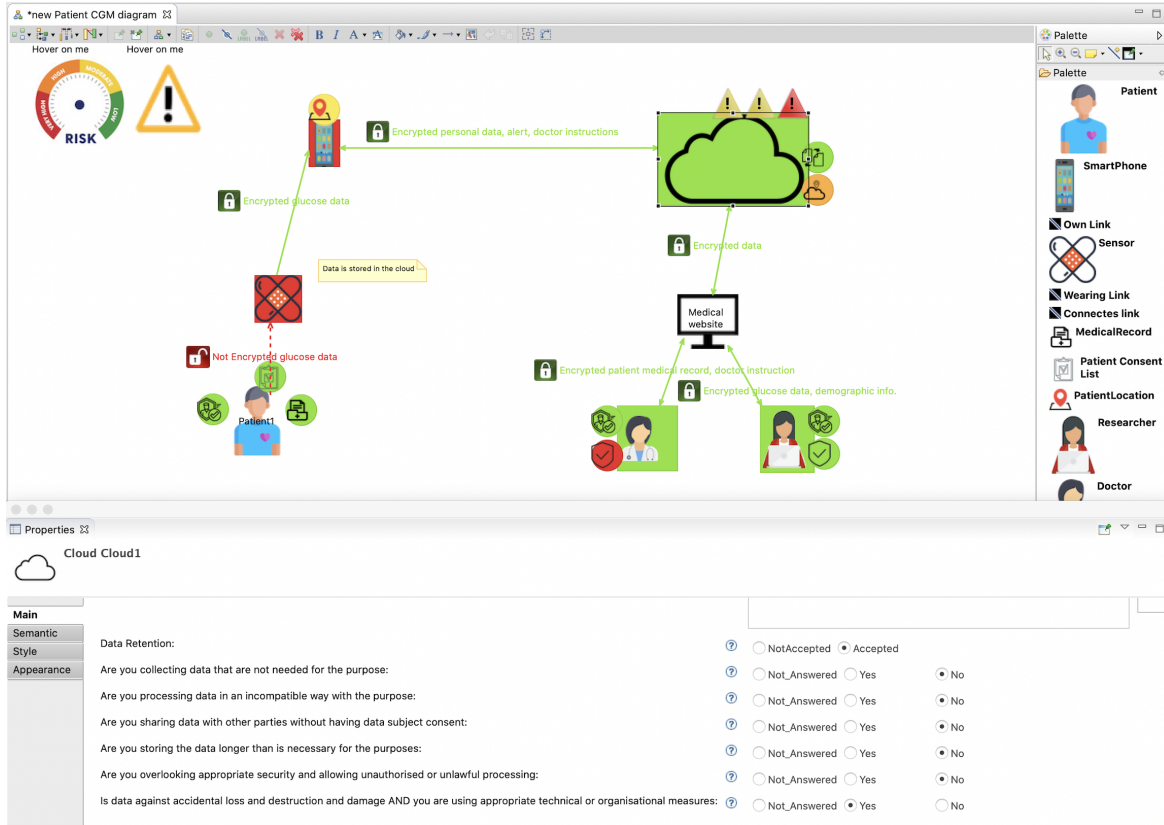 *new Patient CGM diagram
Palette
B I A A
Hover on me
Hover on me
HIGH
MODERATE
VERY HIGH
LOW
RISK
Palette
Patient
SmartPhone
Own Link
Sensor
Wearing Link
Connectes link
MedicalRecord
Patient Consent
List
PatientLocation
Researcher
Doctor
Encrypted personal data, alert, doctor instructions
Encrypted glucose data
Encrypted data
Data is stored in the cloud
Medical
website
Not Encrypted glucose data
Encrypted patient medical record, doctor instruction
Encrypted glucose data, demographic info.
Patient1
Properties
Cloud Cloud1
Main
Semantic
Style
Appearance
Data Retention: NotAccepted Accepted
Are you collecting data that are not needed for the purpose: Not_Answered Yes No
Are you processing data in an incompatible way with the purpose: Not_Answered Yes No
Are you sharing data with other parties without having data subject consent: Not_Answered Yes No
Are you storing the data longer than is necessary for the purposes: Not_Answered Yes No
Are you overlooking appropriate security and allowing unauthorised or unlawful processing: Not_Answered Yes No
Is data against accidental loss and destruction and damage AND you are using appropriate technical or organisational measures: Not_Answered Yes No